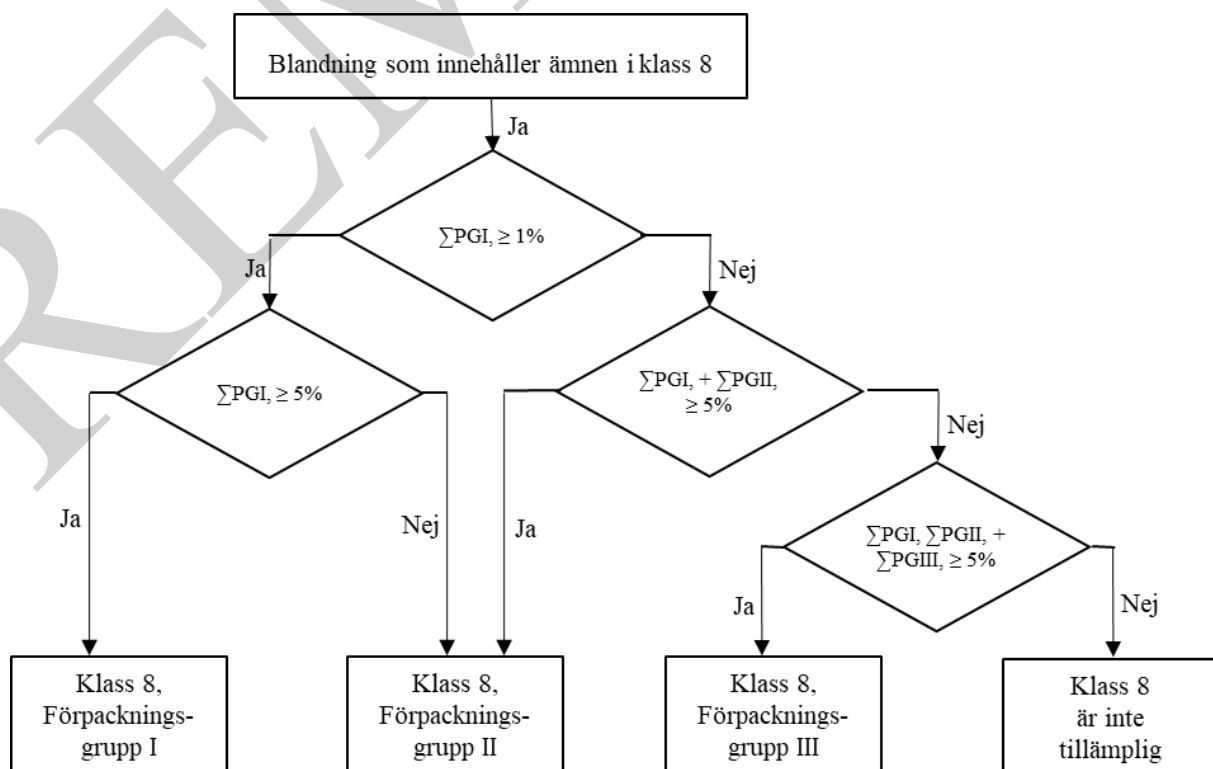 Blandning som innehåller ämnen i klass 8
Ja
∑PGI, ≥ 1%
Ja
Nej
∑PGI, ≥ 5%
∑PGI, + ∑PGII,
≥ 5%
Nej
Ja
Nej
Ja
∑PGI, ∑PGII, +
∑PGIII, ≥ 5%
Ja
Nej
Klass 8,
Förpacknings-
grupp I
Klass 8,
Förpacknings-
grupp II
Klass 8,
Förpacknings-
grupp III
Klass 8
är inte
tillämplig